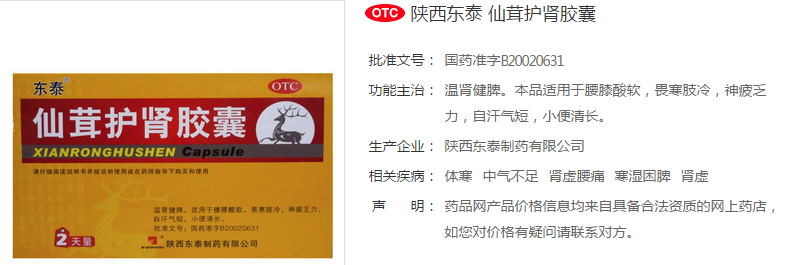 东泰®
OTC
仙茸护肾胶囊
XIANRONGHUSHEN Capsule
请仔细阅读说明书并按说明使用或在药师指导下购买和使用
温肾健脾。适用于腰膝酸软，畏寒肢冷，神疲乏力，
自汗气短，小便清长。
批准文号：国药准字B20020631
2天量
陕西东泰制药有限公司
OTC 陕西东泰 仙茸护肾胶囊
批准文号： 国药准字B20020631
功能主治： 温肾健脾。本品适用于腰膝酸软，畏寒肢冷，神疲乏
力，自汗气短，小便清长。
生产企业： 陕西东泰制药有限公司
相关疾病： 体寒 中气不足 肾虚腰痛 寒湿困脾 肾虚
声 明： 药品网产品价格信息均来自具备合法资质的网上药店，
如您对价格有疑问请联系对方。